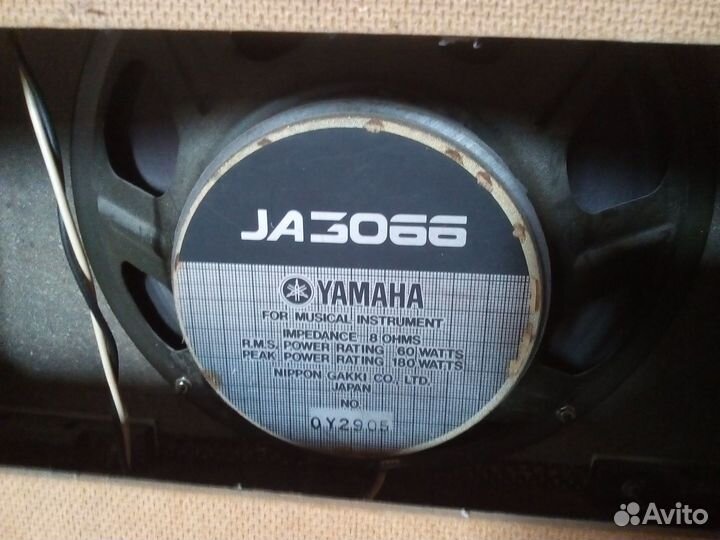 JA3066
YAMAHA
FOR MUSICAL INSTRUMENT
IMPEDANCE 8 OHMS
R.M.S. POWER RATING 60 WATTS
PEAK POWER RATING 180 WATTS
NIPPON GAKKI CO., LTD.
JAPAN
NO.
OY2905
Avito